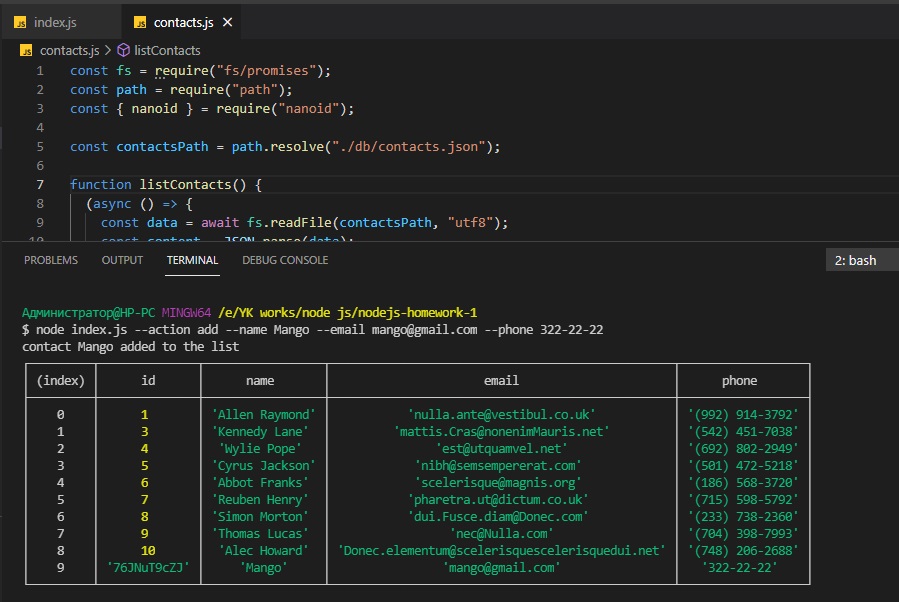 JS index.js JS contacts.js ×
JS contacts.js > listContacts
1 const fs = require("fs/promises");
2 const path = require("path");
3 const { nanoid } = require("nanoid");
4
5 const contactsPath = path.resolve("./db/contacts.json");
6
7 function listContacts() {
8 (async () => {
9 const data = await fs.readFile(contactsPath, "utf8");
10 const content = JSON.parse(data);
PROBLEMS OUTPUT TERMINAL DEBUG CONSOLE 2: bash
Администратор@HP-PC MINGW64 /e/YK works/node js/nodejs-homework-1
$ node index.js --action add --name Mango --email mango@gmail.com --phone 322-22-22
contact Mango added to the list
(index) id name email phone
0 1 'Allen Raymond' 'nulla.ante@vestibul.co.uk' '(992) 914-3792'
1 3 'Kennedy Lane' 'mattis.Cras@nonenimMauris.net' '(542) 451-7038'
2 4 'Wylie Pope' 'est@utquamvel.net' '(692) 802-2949'
3 5 'Cyrus Jackson' 'nibh@semsempererat.com' '(501) 472-5218'
4 6 'Abbot Franks' 'scelerisque@magnis.org' '(186) 568-3720'
5 7 'Reuben Henry' 'pharetra.ut@dictum.co.uk' '(715) 598-5792'
6 8 'Simon Morton' 'dui.Fusce.diam@Donec.com' '(233) 738-2360'
7 9 'Thomas Lucas' 'nec@Nulla.com' '(704) 398-7993'
8 10 'Alec Howard' 'Donec.elementum@scelerisquescelerisquedui.net' '(748) 206-2688'
9 '76JNuT9cZJ' 'Mango' 'mango@gmail.com' '322-22-22'